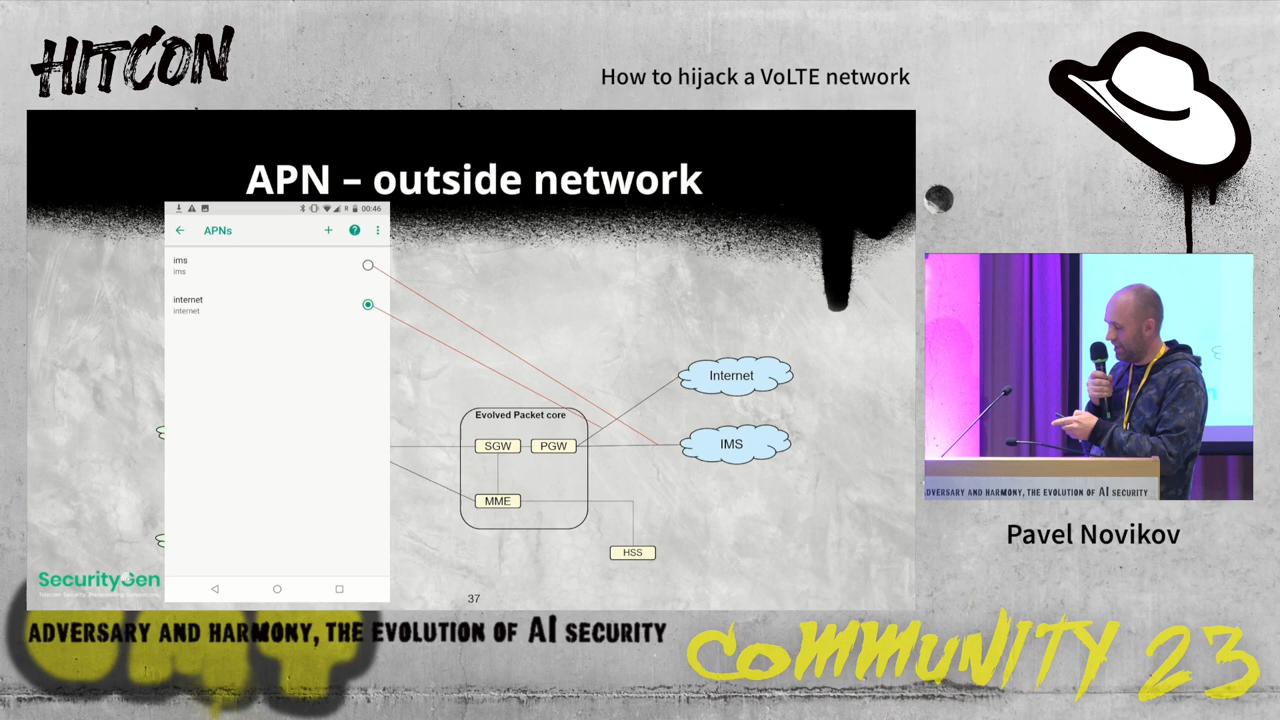 HITCON
How to hijack a VoLTE network
APN – outside network
R 00:46
APNs
ims
ims
internet
internet
Internet
Evolved Packet core
SGW
PGW
IMS
MME
HSS
SecurityGen
37
ADVERSARY AND HARMONY, THE EVOLUTION OF AI SECURITY
Pavel Novikov
ADVERSARY AND HARMONY, THE EVOLUTION OF AI SECURITY
COMMUNITY 23